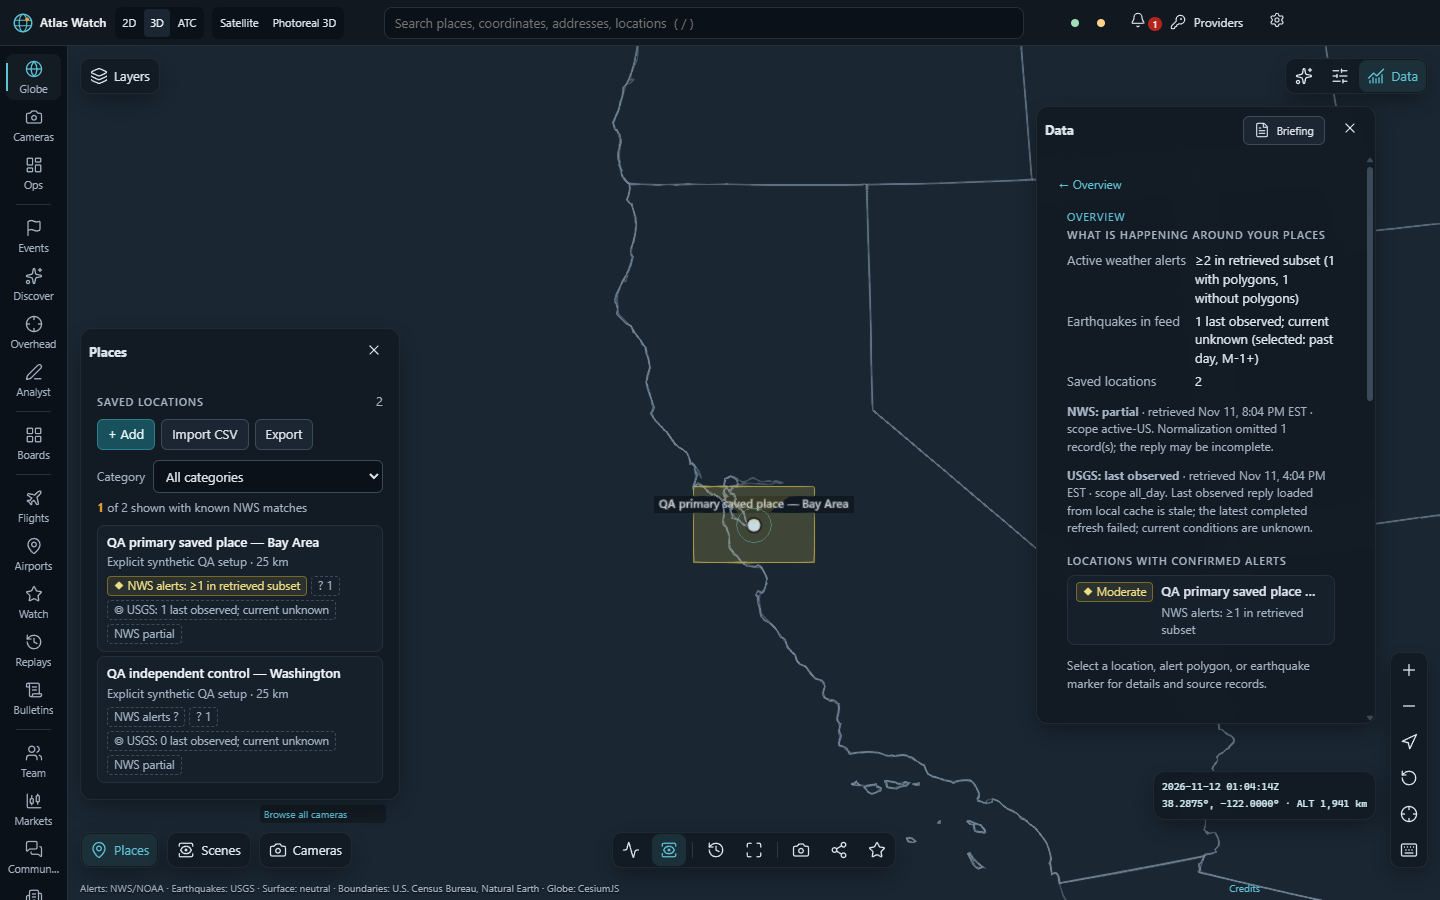 Atlas Watch
2D
3D
ATC
Satellite
Photoreal 3D
Search places, coordinates, addresses, locations ( / )
1
Providers
Globe
Cameras
Ops
Events
Discover
Overhead
Analyst
Boards
Flights
Airports
Watch
Replays
Bulletins
Team
Markets
Commun...
Layers
Data
Places
SAVED LOCATIONS 2
+ Add
Import CSV
Export
Category All categories
1 of 2 shown with known NWS matches
QA primary saved place — Bay Area
Explicit synthetic QA setup · 25 km
◆ NWS alerts: ≥1 in retrieved subset ? 1
◎ USGS: 1 last observed; current unknown
NWS partial
QA independent control — Washington
Explicit synthetic QA setup · 25 km
NWS alerts ? ? 1
◎ USGS: 0 last observed; current unknown
NWS partial
Browse all cameras
Places
Scenes
Cameras
QA primary saved place — Bay Area
Data
Briefing
← Overview
OVERVIEW
WHAT IS HAPPENING AROUND YOUR PLACES
Active weather alerts ≥2 in retrieved subset (1
with polygons, 1
without polygons)
Earthquakes in feed 1 last observed; current
unknown (selected: past
day, M-1+)
Saved locations 2
NWS: partial · retrieved Nov 11, 8:04 PM EST ·
scope active-US. Normalization omitted 1
record(s); the reply may be incomplete.
USGS: last observed · retrieved Nov 11, 4:04 PM
EST · scope all_day. Last observed reply loaded
from local cache is stale; the latest completed
refresh failed; current conditions are unknown.
LOCATIONS WITH CONFIRMED ALERTS
◆ Moderate QA primary saved place ...
NWS alerts: ≥1 in retrieved
subset
Select a location, alert polygon, or earthquake
marker for details and source records.
2026-11-12 01:04:14Z
38.2875°, -122.0000° · ALT 1,941 km
Alerts: NWS/NOAA · Earthquakes: USGS · Surface: neutral · Boundaries: U.S. Census Bureau, Natural Earth · Globe: CesiumJS
Credits